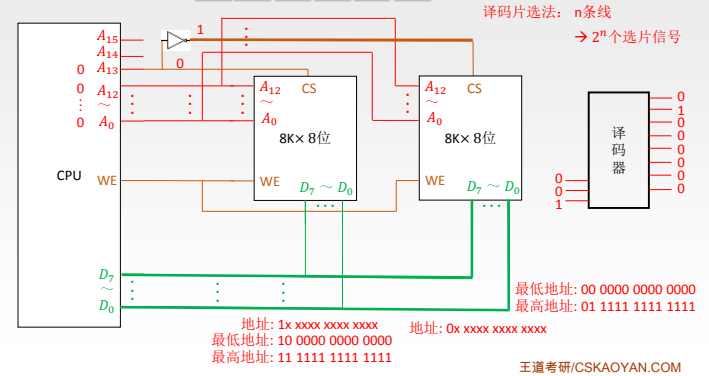 译码片选法： n条线
→ 2ⁿ个选片信号
A₁₅
A₁₄
0 A₁₃
0 A₁₂
⋮ ～
0 A₀
1
0
CPU
WE
D₇
～
D₀
A₁₂ CS
～
A₀
8K× 8位
WE
D₇ ～ D₀
A₁₂ CS
～
A₀
8K× 8位
WE
D₇ ～ D₀
译
码
器
0
0
1
0
1
0
0
0
0
0
0
地址: 1x xxxx xxxx xxxx
最低地址: 10 0000 0000 0000
最高地址: 11 1111 1111 1111
地址: 0x xxxx xxxx xxxx
最低地址: 00 0000 0000 0000
最高地址: 01 1111 1111 1111
王道考研/CSKAOYAN.COM